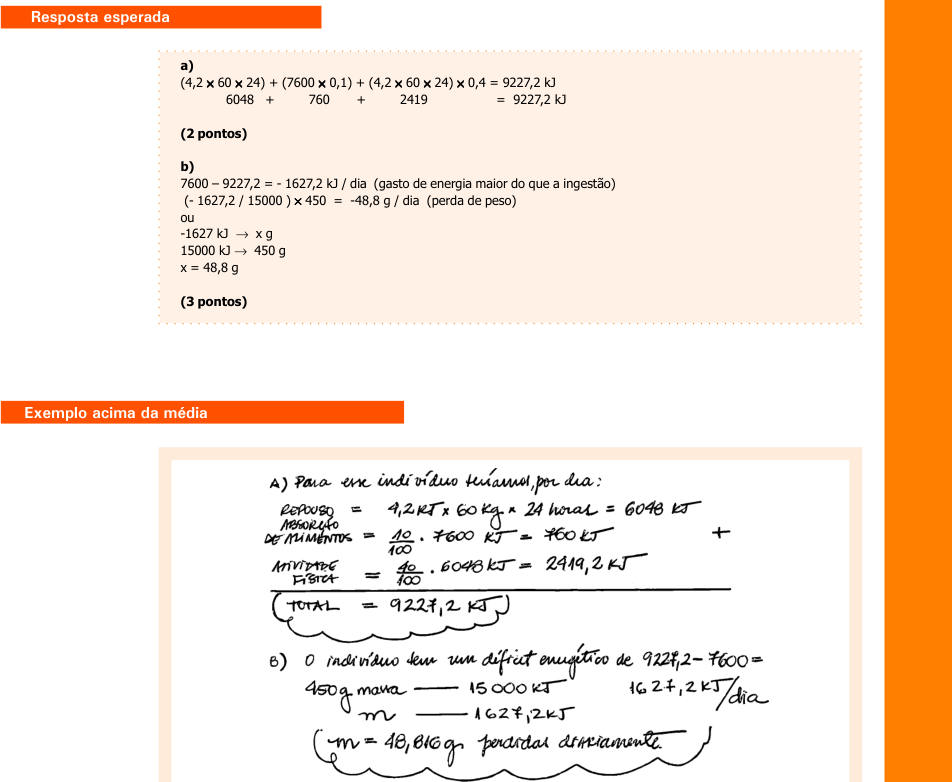 Resposta esperada
a)
(4,2 x 60 x 24) + (7600 x 0,1) + (4,2 x 60 x 24) x 0,4 = 9227,2 kJ
6048 + 760 + 2419 = 9227,2 kJ
(2 pontos)
b)
7600 – 9227,2 = - 1627,2 kJ / dia (gasto de energia maior do que a ingestão)
(- 1627,2 / 15000 ) x 450 = -48,8 g / dia (perda de peso)
ou
-1627 kJ → x g
15000 kJ → 450 g
x = 48,8 g
(3 pontos)
Exemplo acima da média
A) Para esse indivíduo teríamos, por dia:
REPOUSO = 4,2 KJ x 60 Kg x 24 horas = 6048 KJ
ABSORÇÃO
DE ALIMENTOS = 10/100 . 7600 KJ = 760 KJ +
ATIVIDADE
FÍSICA = 40/100 . 6048 KJ = 2419,2 KJ
TOTAL = 9227,2 KJ
B) O indivíduo tem um déficit energético de 9227,2 - 7600 =
450g massa — 15000 KJ 1627,2 KJ/dia
m — 1627,2KJ
m = 48,816g perdidas diariamente